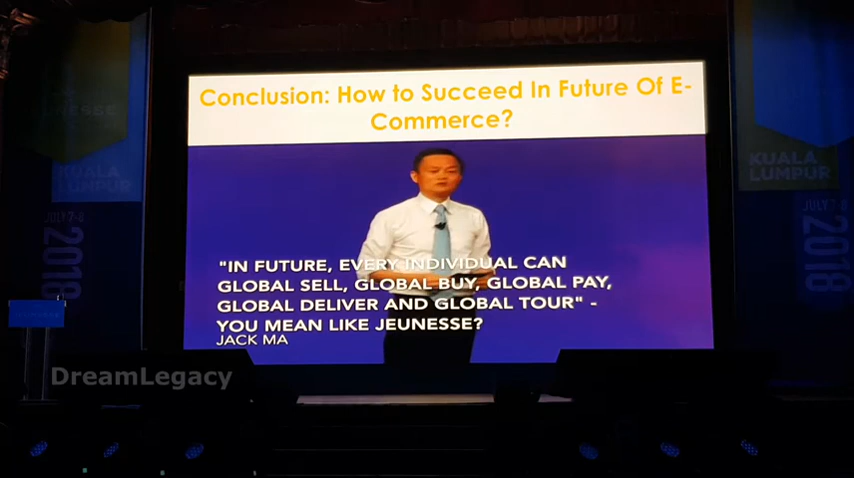 Conclusion: How to Succeed In Future Of E-
Commerce?
"IN FUTURE, EVERY INDIVIDUAL CAN
GLOBAL SELL, GLOBAL BUY, GLOBAL PAY,
GLOBAL DELIVER AND GLOBAL TOUR" -
YOU MEAN LIKE JEUNESSE?
JACK MA
KUALA
LUMPUR
2018
KUALA
LUMPUR
2018
DreamLegacy